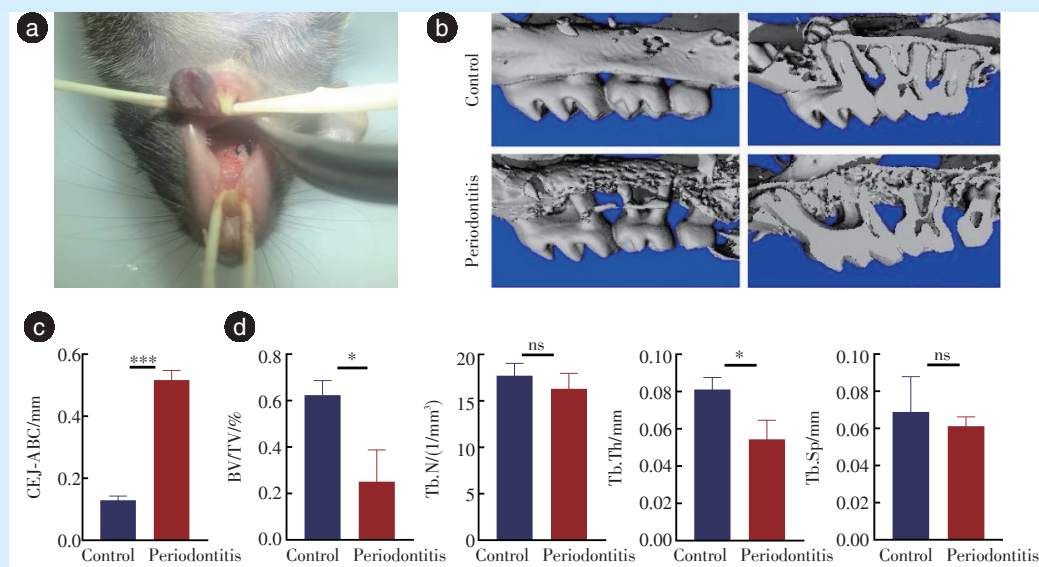 a
b
Control
Periodontitis
c
d
CEJ-ABC/mm
0.6
0.4
0.2
0.0
***
Control Periodontitis
BV/TV/%
0.8
0.6
0.4
0.2
0.0
*
Control Periodontitis
Tb.N/(1/mm³)
20
15
10
5
0
ns
Control Periodontitis
Tb.Th/mm
0.10
0.08
0.06
0.04
0.02
0.00
*
Control Periodontitis
Tb.Sp/mm
0.10
0.08
0.06
0.04
0.02
0.00
ns
Control Periodontitis